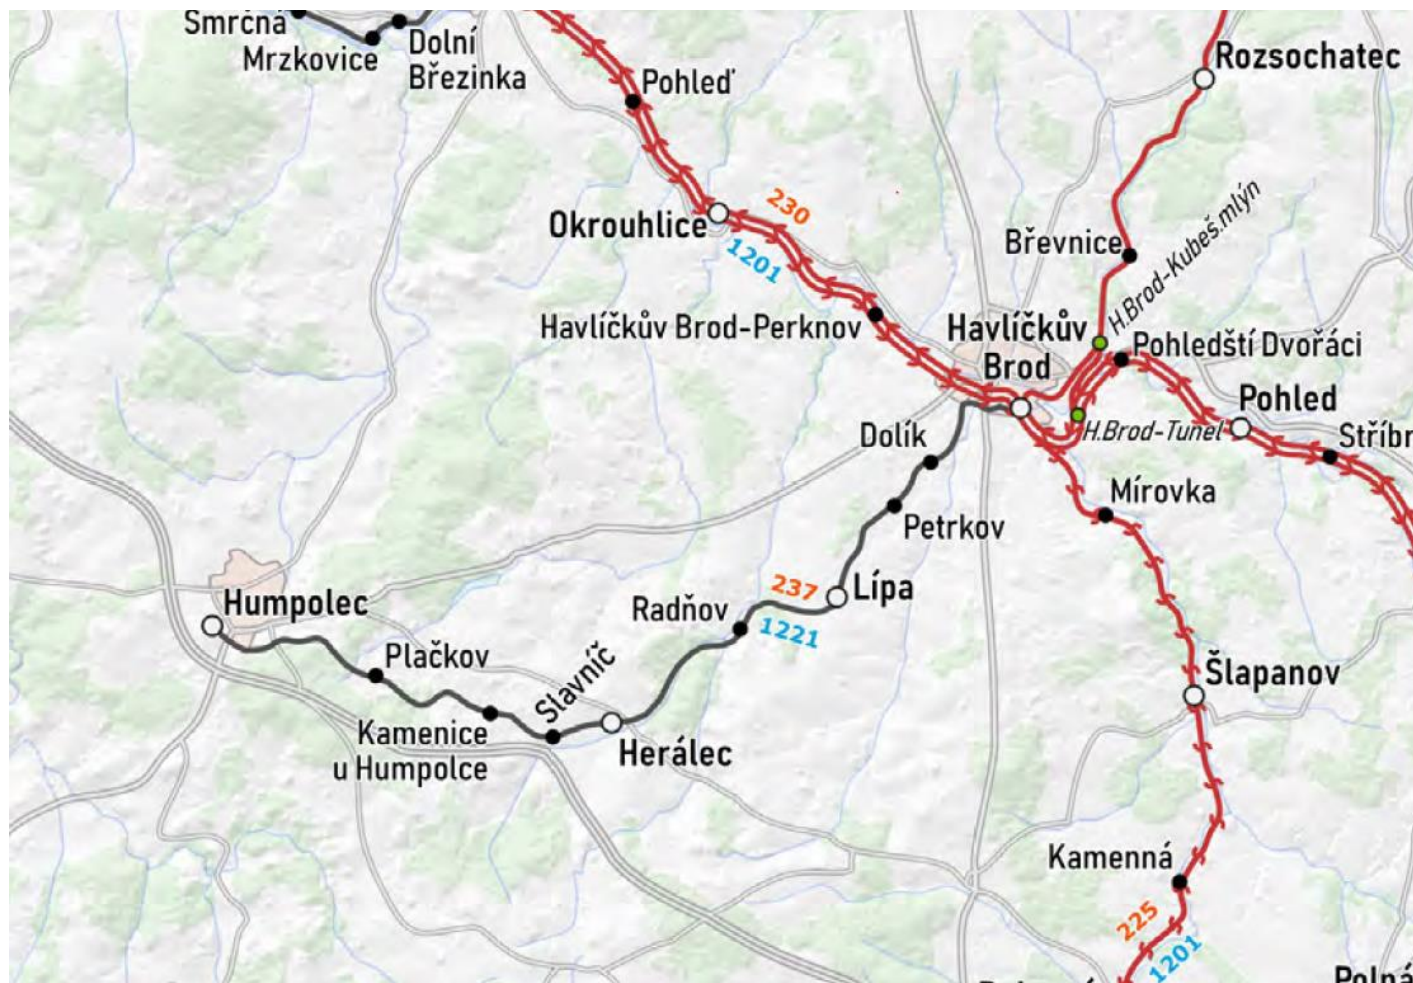 Smrčná
Mrzkovice
Dolní
Březinka
Pohleď
Rozsochatec
Okrouhlice
230
1201
Břevnice
H.Brod-Kubeš.mlýn
Havlíčkův Brod-Perknov
Havlíčkův
Brod
Pohledští Dvořáci
Pohled
H.Brod-Tunel
Stříbr
Dolík
Mírovka
Petrkov
237
1221
Lípa
Radňov
Humpolec
Plačkov
Slavníč
Šlapanov
Kamenice
u Humpolce
Herálec
Kamenná
225
1201
Polná